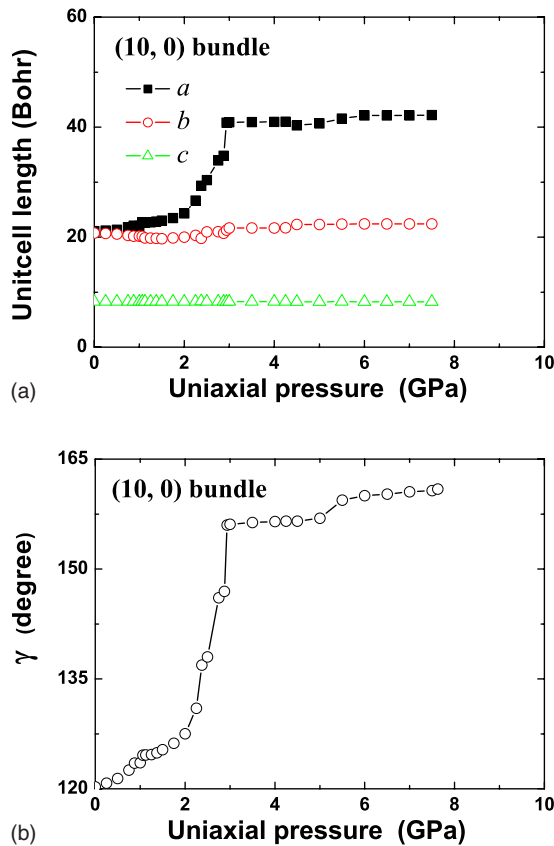 60
(10, 0) bundle
a
b
c
40
20
0
Unitcell length (Bohr)
0 2 4 6 8 10
Uniaxial pressure (GPa)
(a)
165
(10, 0) bundle
150
135
120
γ (degree)
0 2 4 6 8 10
Uniaxial pressure (GPa)
(b)